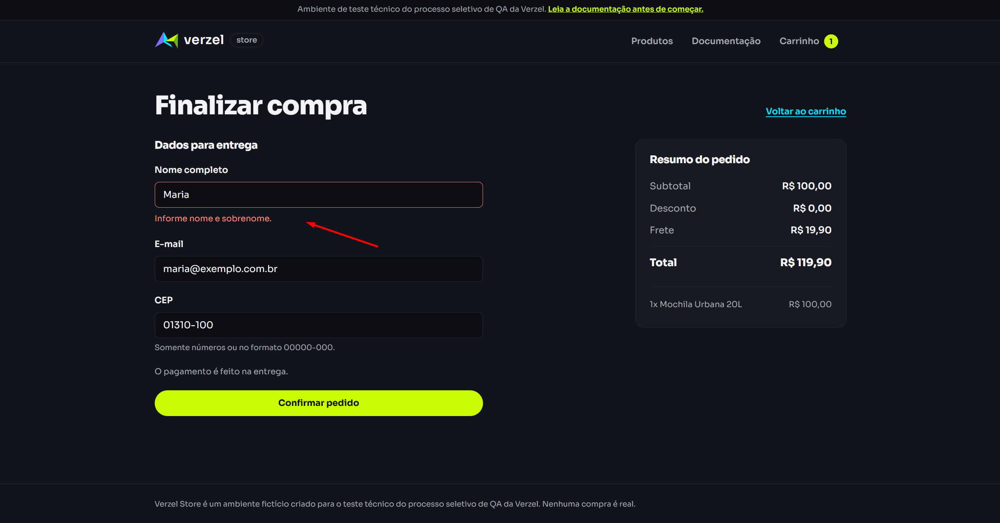 Ambiente de teste técnico do processo seletivo de QA da Verzel. Leia a documentação antes de começar.
verzel store
Produtos
Documentação
Carrinho 1
Finalizar compra
Voltar ao carrinho
Dados para entrega
Nome completo
Maria
Informe nome e sobrenome.
E-mail
maria@exemplo.com.br
CEP
01310-100
Somente números ou no formato 00000-000.
O pagamento é feito na entrega.
Confirmar pedido
Resumo do pedido
Subtotal R$ 100,00
Desconto R$ 0,00
Frete R$ 19,90
Total R$ 119,90
1x Mochila Urbana 20L R$ 100,00
Verzel Store é um ambiente fictício criado para o teste técnico do processo seletivo de QA da Verzel. Nenhuma compra é real.